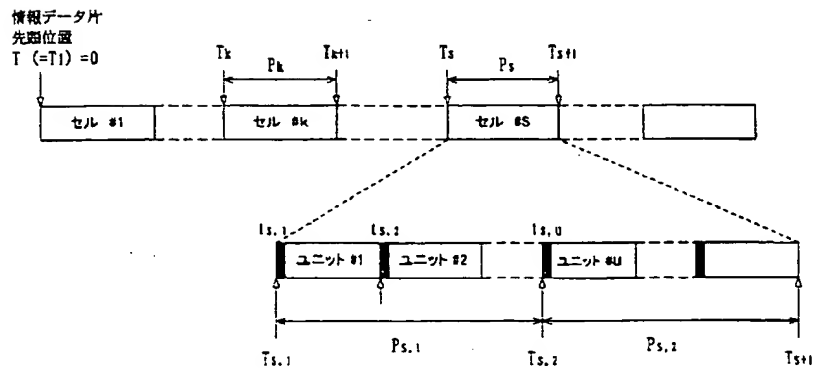 情報データ片
先頭位置
T (=T1) =0
Tk Tk+1 Ts Ts+1
Pk Ps
セル #1 セル #k セル #S
ts,1 ts,2 ts,u
ユニット #1 ユニット #2 ユニット #u
Ps,1 Ps,2
Ts,1 Ts,2 Ts+1